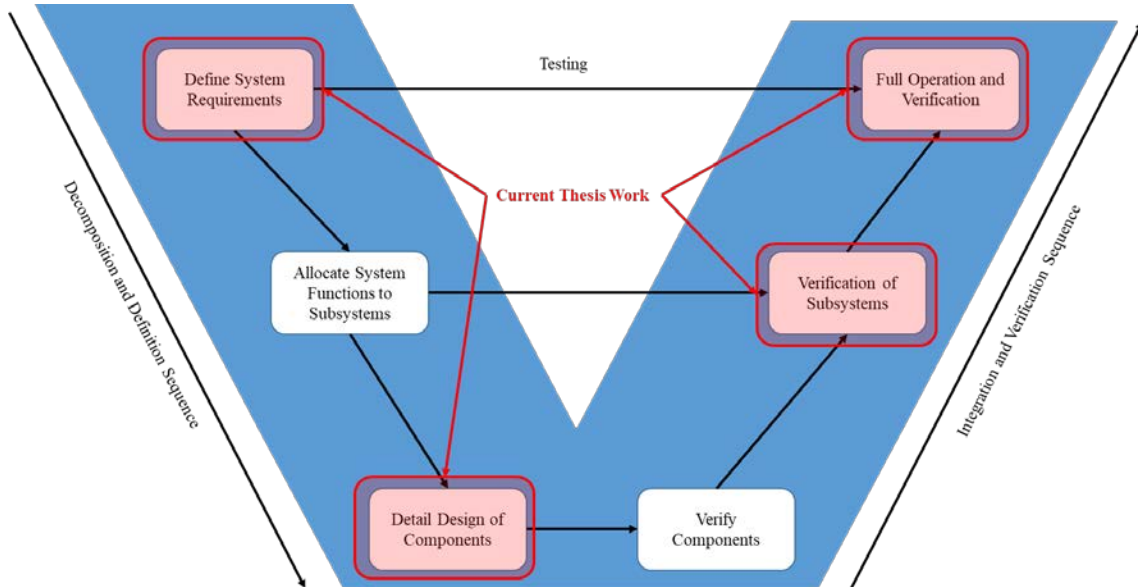 Define System
Requirements
Testing
Full Operation and
Verification
Current Thesis Work
Decomposition and Definition Sequence
Allocate System
Functions to
Subsystems
Verification of
Subsystems
Integration and Verification Sequence
Detail Design of
Components
Verify
Components